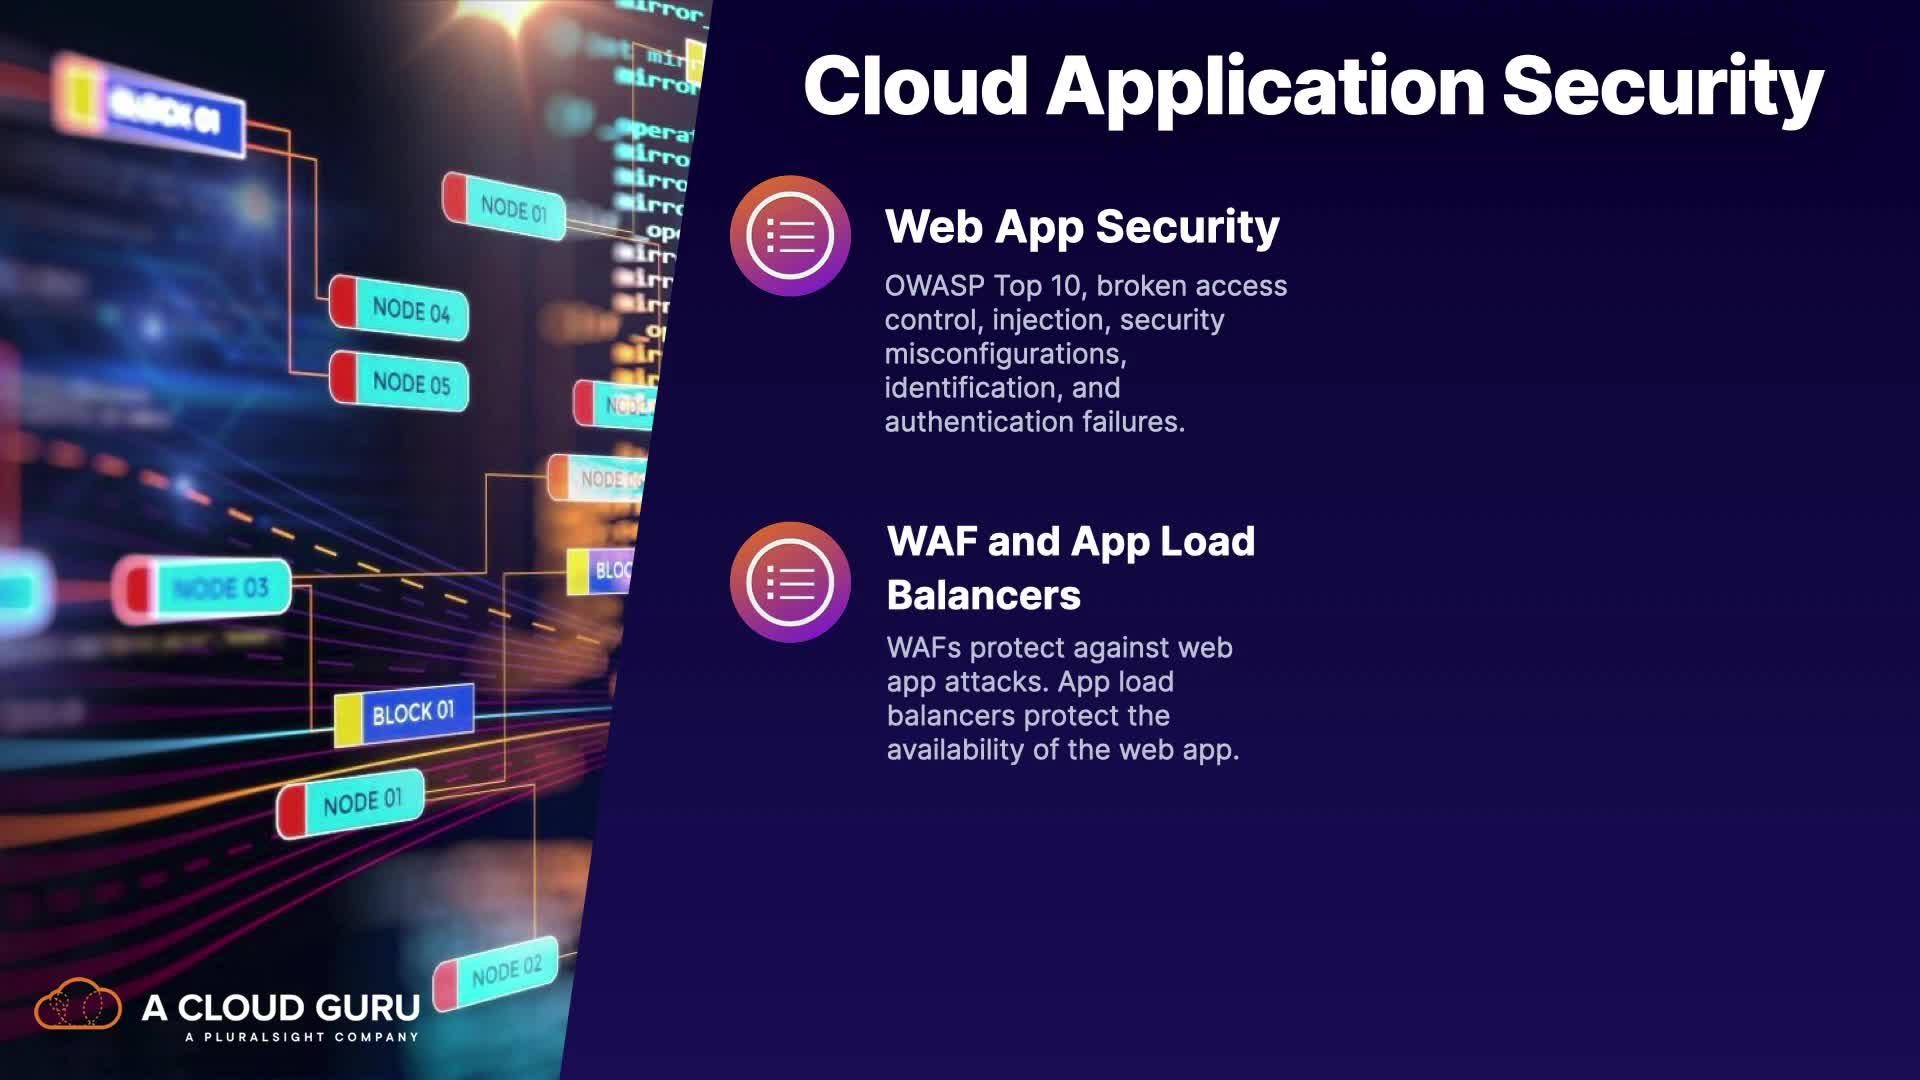 Cloud Application Security
Web App Security
OWASP Top 10, broken access
control, injection, security
misconfigurations,
identification, and
authentication failures.
WAF and App Load
Balancers
WAFs protect against web
app attacks. App load
balancers protect the
availability of the web app.
BLOCK 01
NODE 01
NODE 04
NODE 05
NODE 03
BLOCK 01
NODE 01
NODE 02
A CLOUD GURU
A PLURALSIGHT COMPANY